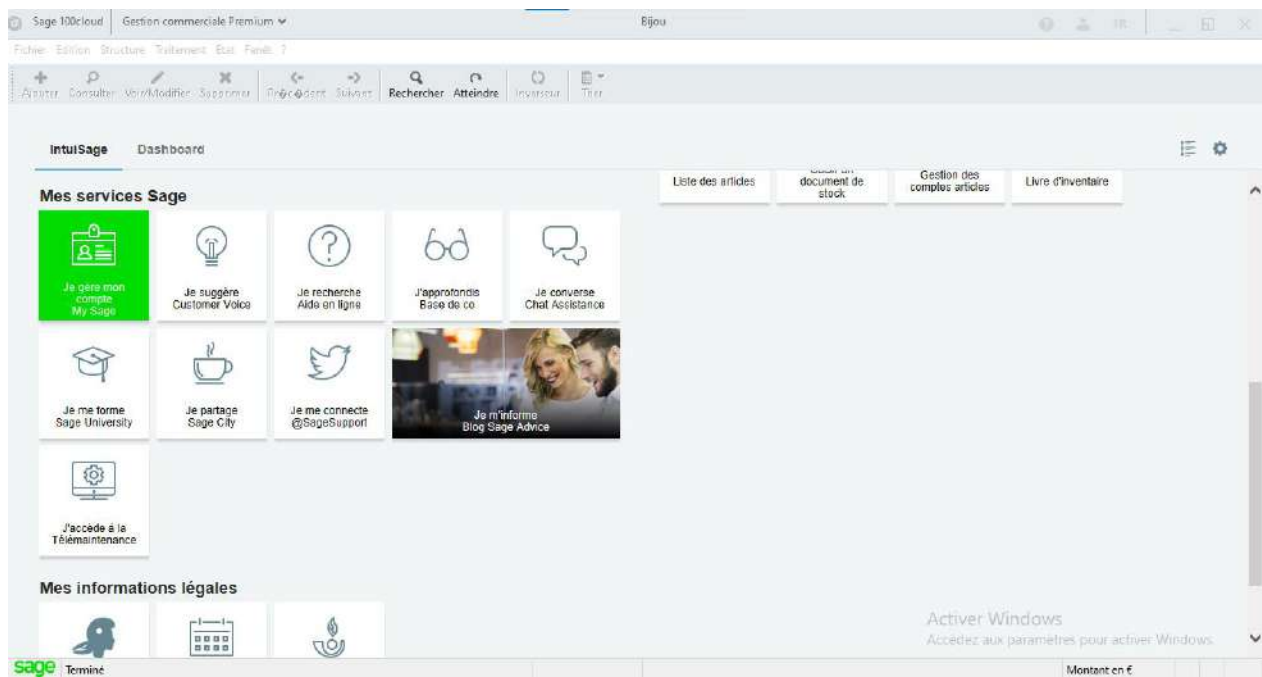 Sage 100cloud
Gestion commerciale Premium
Bijou
Fichier Edition Structure Traitement Etat Fenêt. ?
Ajouter Consulter Voir/Modifier Supprimer
Suivant Rechercher Atteindre Inverseur Trier
IntuiSage Dashboard
Mes services Sage
Liste des articles
document de
stock
Gestion des
comptes articles
Livre d'inventaire
Je gère mon
compte
My Sage
Je suggère
Customer Voice
Je recherche
Aide en ligne
J'approfondis
Base de co
Je converse
Chat Assistance
Je me forme
Sage University
Je partage
Sage City
Je me connecte
@SageSupport
Je m'informe
Blog Sage Advice
J'accède à la
Télémaintenance
Mes informations légales
Activer Windows
Accédez aux paramètres pour activer Windows.
sage Terminé
Montant en €